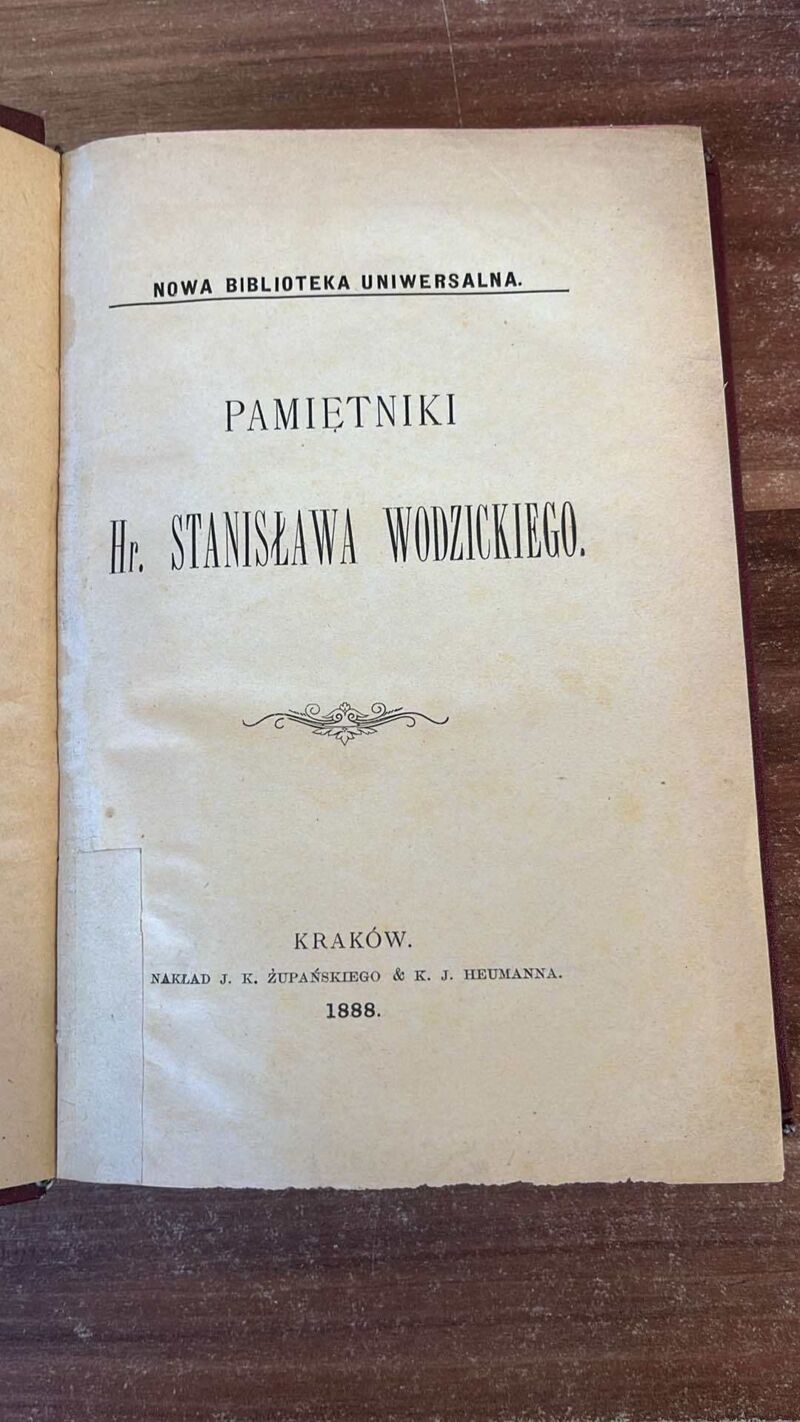 NOWA BIBLIOTEKA UNIWERSALNA.
PAMIĘTNIKI
Hr. STANISŁAWA WODZICKIEGO.
KRAKÓW.
NAKŁAD J. K. ŻUPAŃSKIEGO & K. J. HEUMANNA.
1888.